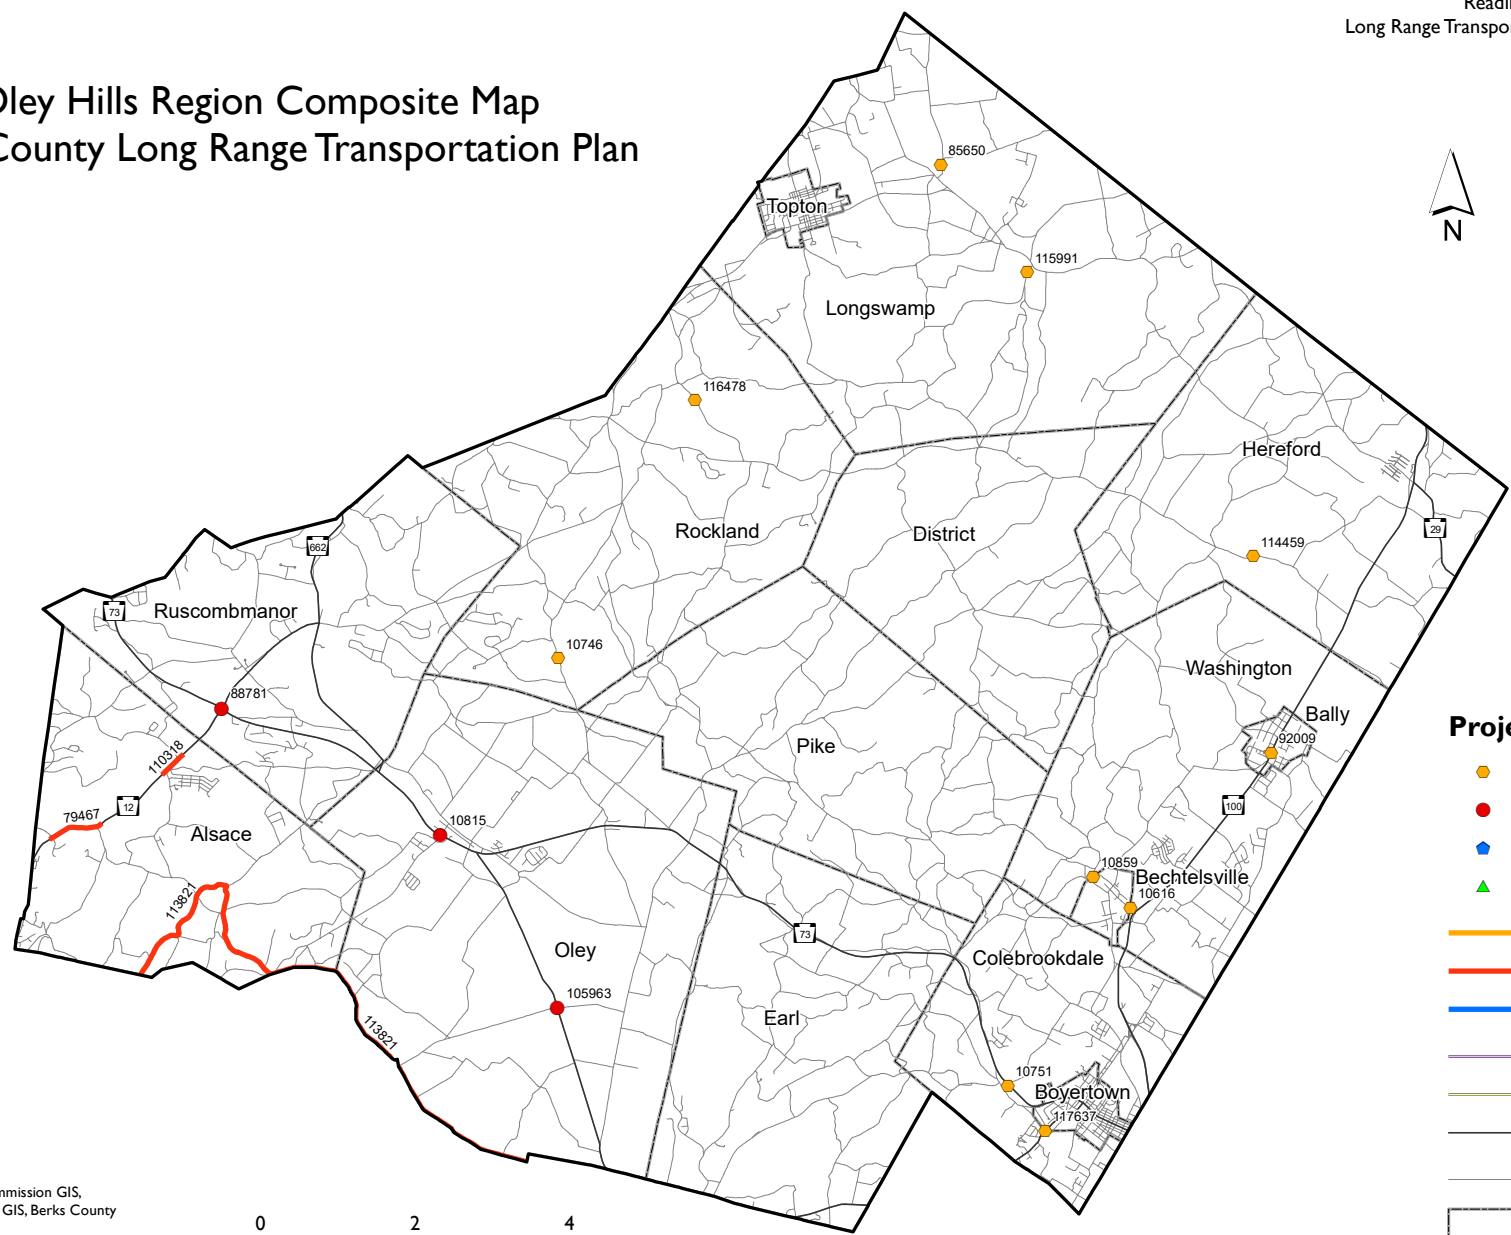 Readi
Long Range Transpo
Oley Hills Region Composite Map
County Long Range Transportation Plan
85650
Topton
115991
N
Longswamp
116478
Hereford
29
Rockland
District
662
114459
73
Ruscombmanor
10746
Washington
88781
Bally
Proje
Pike
92009
110318
12
100
79467
10815
Alsace
10859
Bechtelsville
10616
113821
73
Oley
Colebrookdale
105963
Earl
113821
10751
Boyertown
117637
mmission GIS,
GIS, Berks County
0 2 4